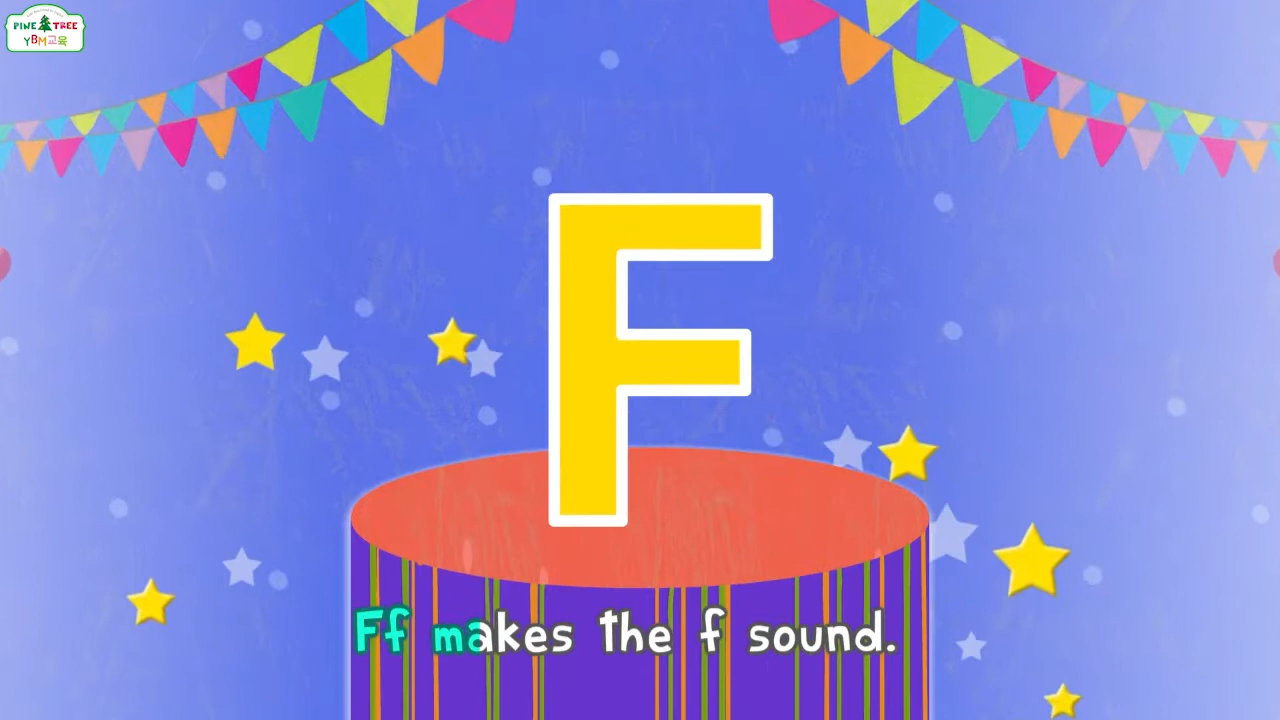 PINE TREE
YBM교육
F
Ff makes the f sound.